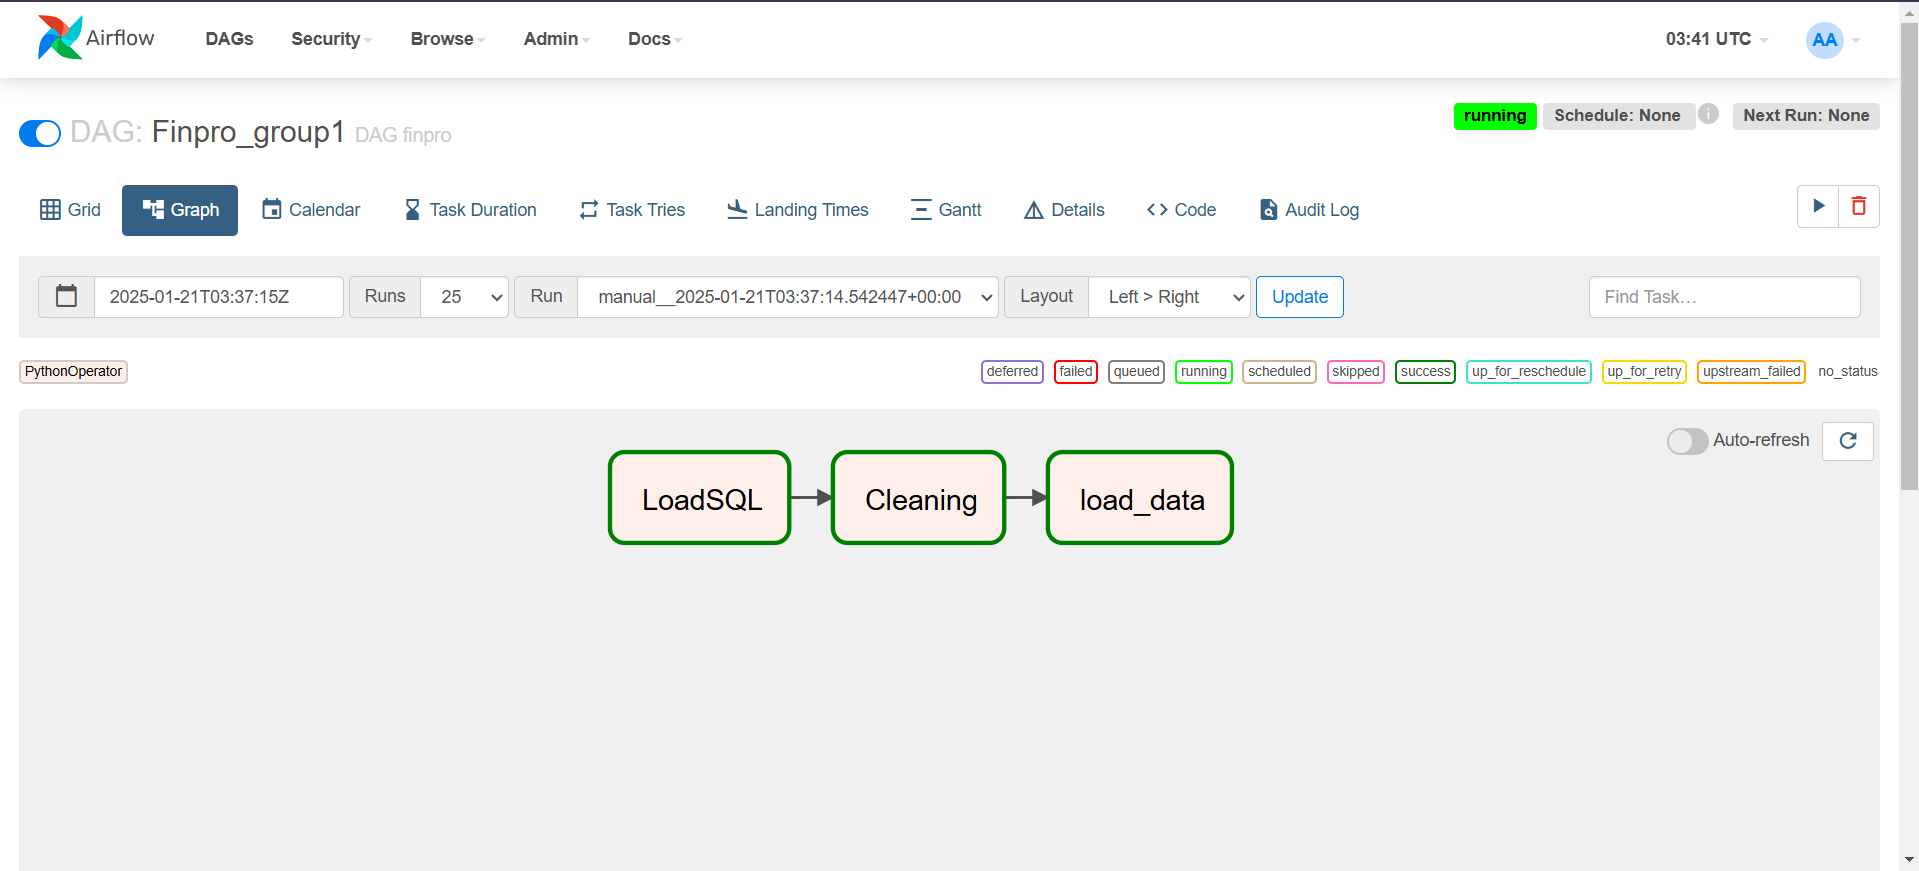 Airflow DAGs Security Browse Admin Docs 03:41 UTC AA
running Schedule: None i Next Run: None
DAG: Finpro_group1 DAG finpro
Grid Graph Calendar Task Duration Task Tries Landing Times Gantt Details Code Audit Log
2025-01-21T03:37:15Z Runs 25 Run manual__2025-01-21T03:37:14.542447+00:00 Layout Left > Right Update Find Task…
PythonOperator deferred failed queued running scheduled skipped success up_for_reschedule up_for_retry upstream_failed no_status
Auto-refresh
LoadSQL Cleaning load_data